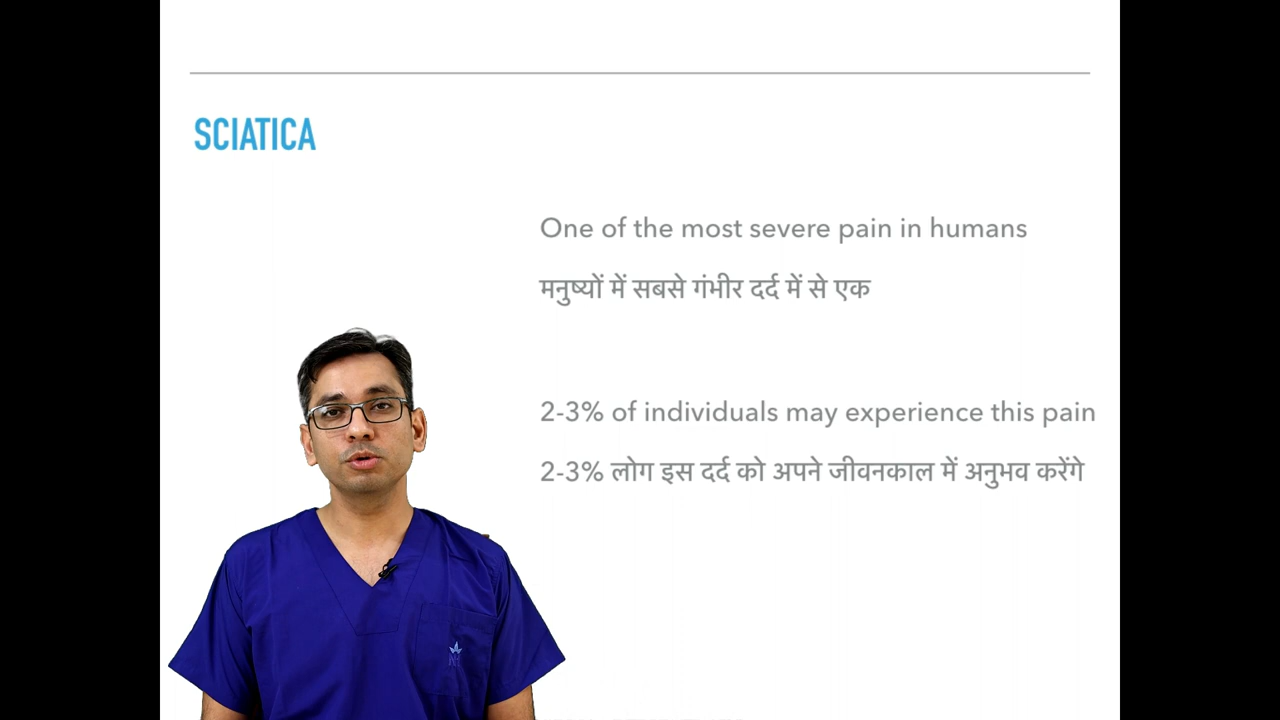 SCIATICA
One of the most severe pain in humans
मनुष्यों में सबसे गंभीर दर्द में से एक
2-3% of individuals may experience this pain
2-3% लोग इस दर्द को अपने जीवनकाल में अनुभव करेंगे